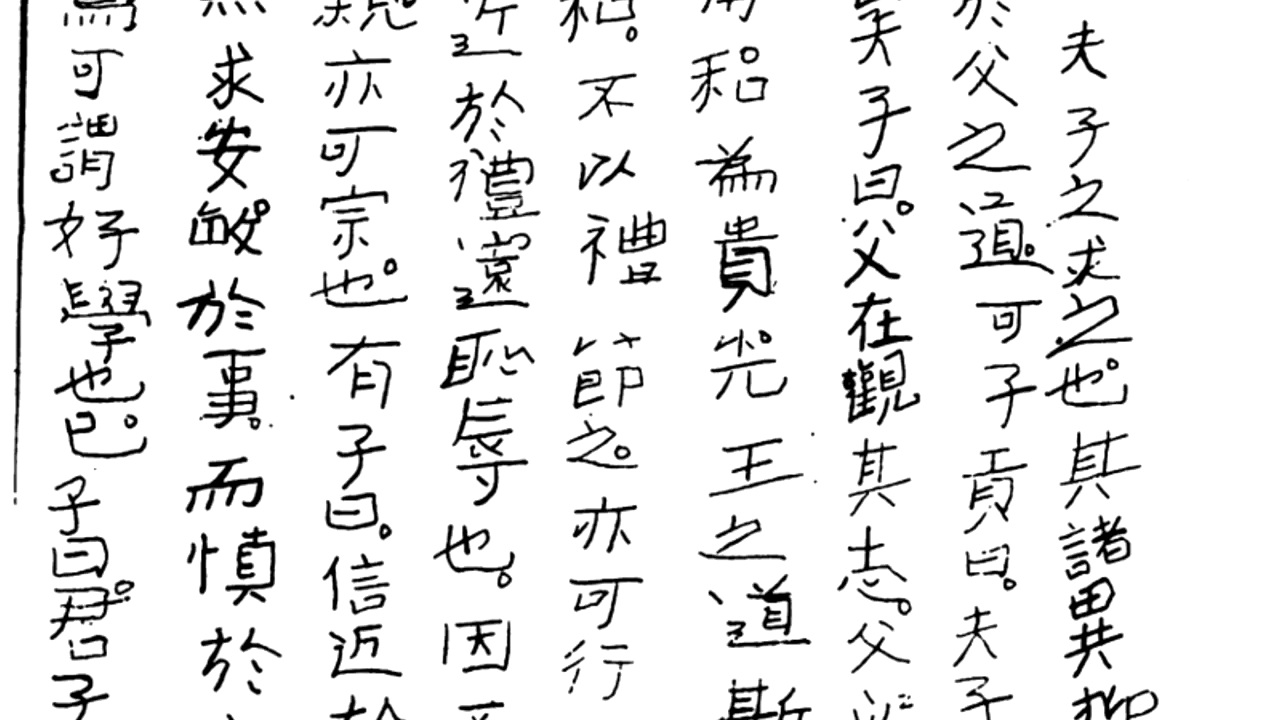 夫子之求之也。其諸異
父之道。可子貢曰。夫子
子曰。父在觀其志。父
和為貴光王之道斯
和。不以禮節之。亦可行
近於禮遠恥辱也。因
親亦可宗也。有子曰。信近於
求安敏。於事。而慎於
焉可謂好學也已。子曰。君子